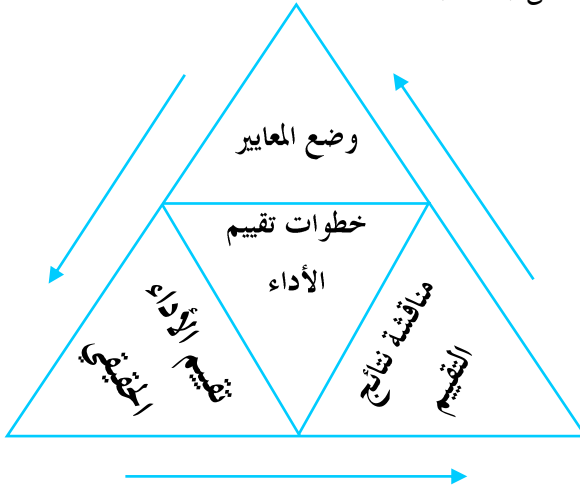 وضع المعايير
خطوات تقييم
الأداء
تقييم الأداء
الحقيقي
مناقشة نتائج
التقييم